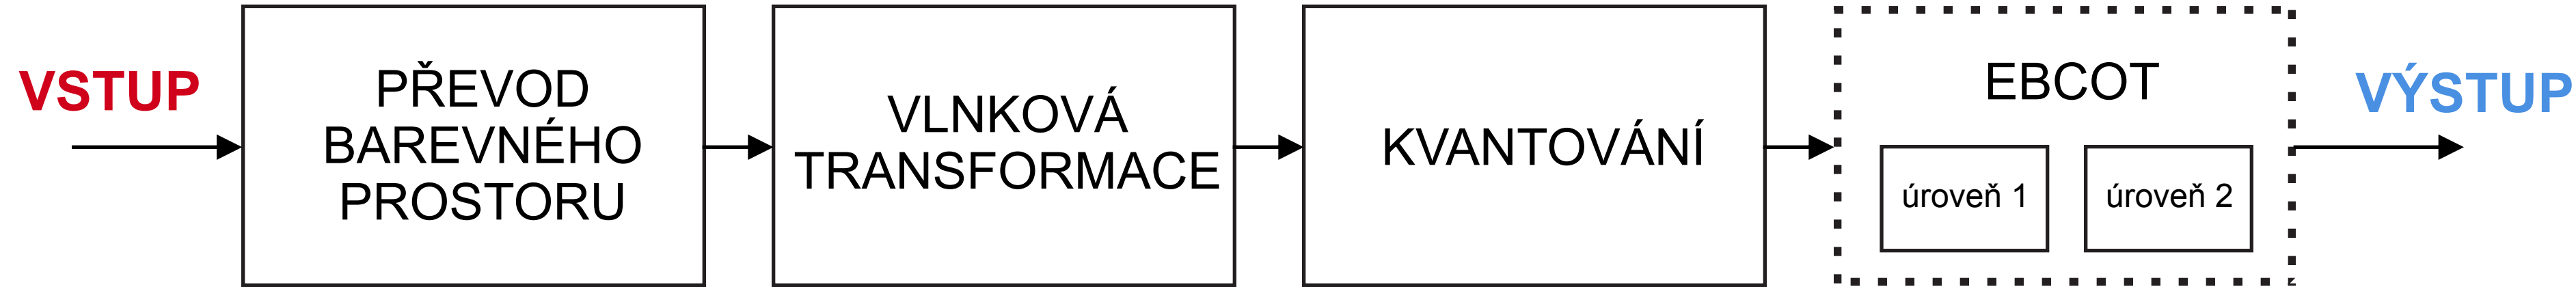 VSTUP
PŘEVOD
BAREVNÉHO
PROSTORU
VLNKOVÁ
TRANSFORMACE
KVANTOVÁNÍ
EBCOT
úroveň 1
úroveň 2
VÝSTUP